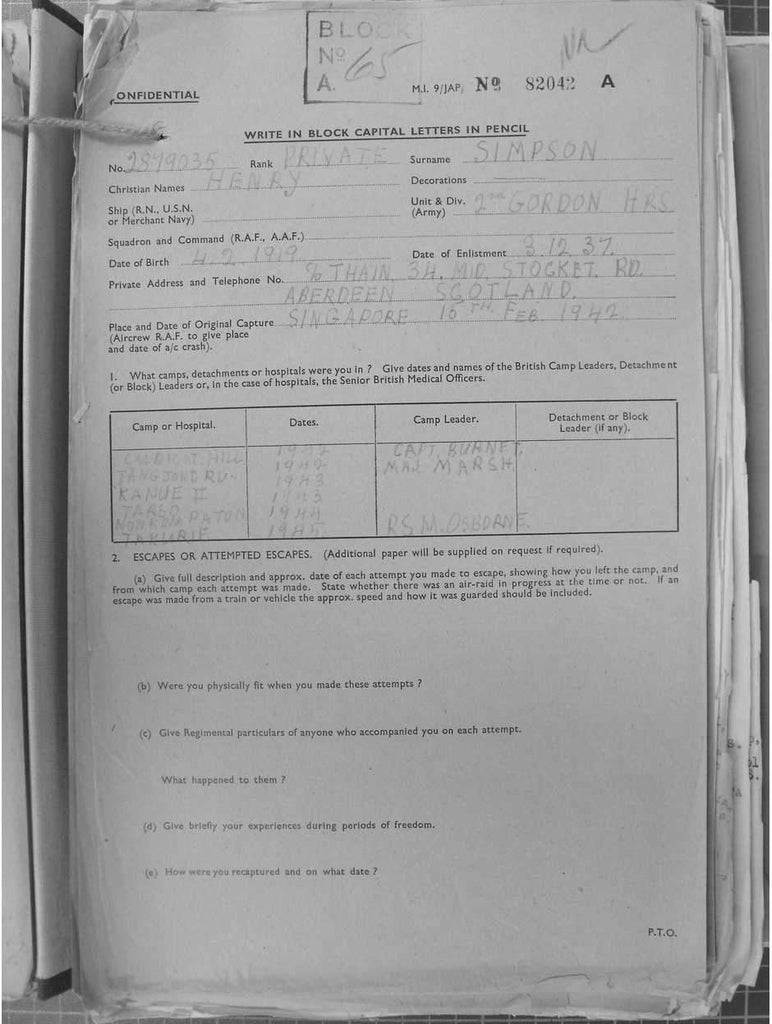 BLOCK
Nº 65
A.
NA
ONFIDENTIAL
M.I. 9/JAP, Nº 82042 A
WRITE IN BLOCK CAPITAL LETTERS IN PENCIL
No. 2879035 Rank PRIVATE Surname SIMPSON
Christian Names HENRY Decorations
Ship (R.N., U.S.N. or Merchant Navy) Unit & Div. (Army) 2nd GORDON HRS
Squadron and Command (R.A.F., A.A.F.)
Date of Birth 4.2.1919 Date of Enlistment 3.12.37.
Private Address and Telephone No. c/o THAIN, 34, MID. STOCKET. RD.
ABERDEEN SCOTLAND.
Place and Date of Original Capture SINGAPORE 15TH FEB 1942.
(Aircrew R.A.F. to give place
and date of a/c crash).
1. What camps, detachments or hospitals were you in ? Give dates and names of the British Camp Leaders, Detachment
(or Block) Leaders or, in the case of hospitals, the Senior British Medical Officers.
Camp or Hospital. Dates. Camp Leader. Detachment or Block
Leader (if any).
HILL 1942 CAPT. BURNET,
1942 MAJ. MARSH
KANUE II 1943
TARSO 1943
1944
1945 R.S.M. OSBORNE.
2. ESCAPES OR ATTEMPTED ESCAPES. (Additional paper will be supplied on request if required).
(a) Give full description and approx. date of each attempt you made to escape, showing how you left the camp, and
from which camp each attempt was made. State whether there was an air-raid in progress at the time or not. If an
escape was made from a train or vehicle the approx. speed and how it was guarded should be included.
(b) Were you physically fit when you made these attempts ?
(c) Give Regimental particulars of anyone who accompanied you on each attempt.
What happened to them ?
(d) Give briefly your experiences during periods of freedom.
(e) How were you recaptured and on what date ?
P.T.O.